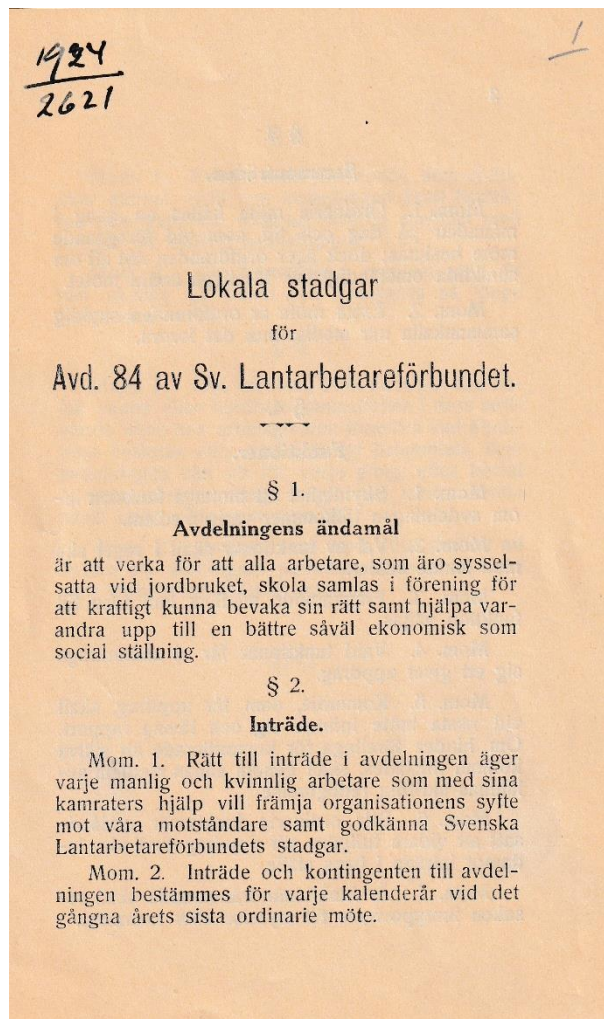 1924
2621
1
Lokala stadgar
för
Avd. 84 av Sv. Lantarbetareförbundet.
§ 1.
Avdelningens ändamål
är att verka för att alla arbetare, som äro syssel-
satta vid jordbruket, skola samlas i förening för
att kraftigt kunna bevaka sin rätt samt hjälpa var-
andra upp till en bättre såväl ekonomisk som
social ställning.
§ 2.
Inträde.
Mom. 1. Rätt till inträde i avdelningen äger
varje manlig och kvinnlig arbetare som med sina
kamraters hjälp vill främja organisationens syfte
mot våra motståndare samt godkänna Svenska
Lantarbetareförbundets stadgar.
Mom. 2. Inträde och kontingenten till avdel-
ningen bestämmes för varje kalenderår vid det
gångna årets sista ordinarie möte.